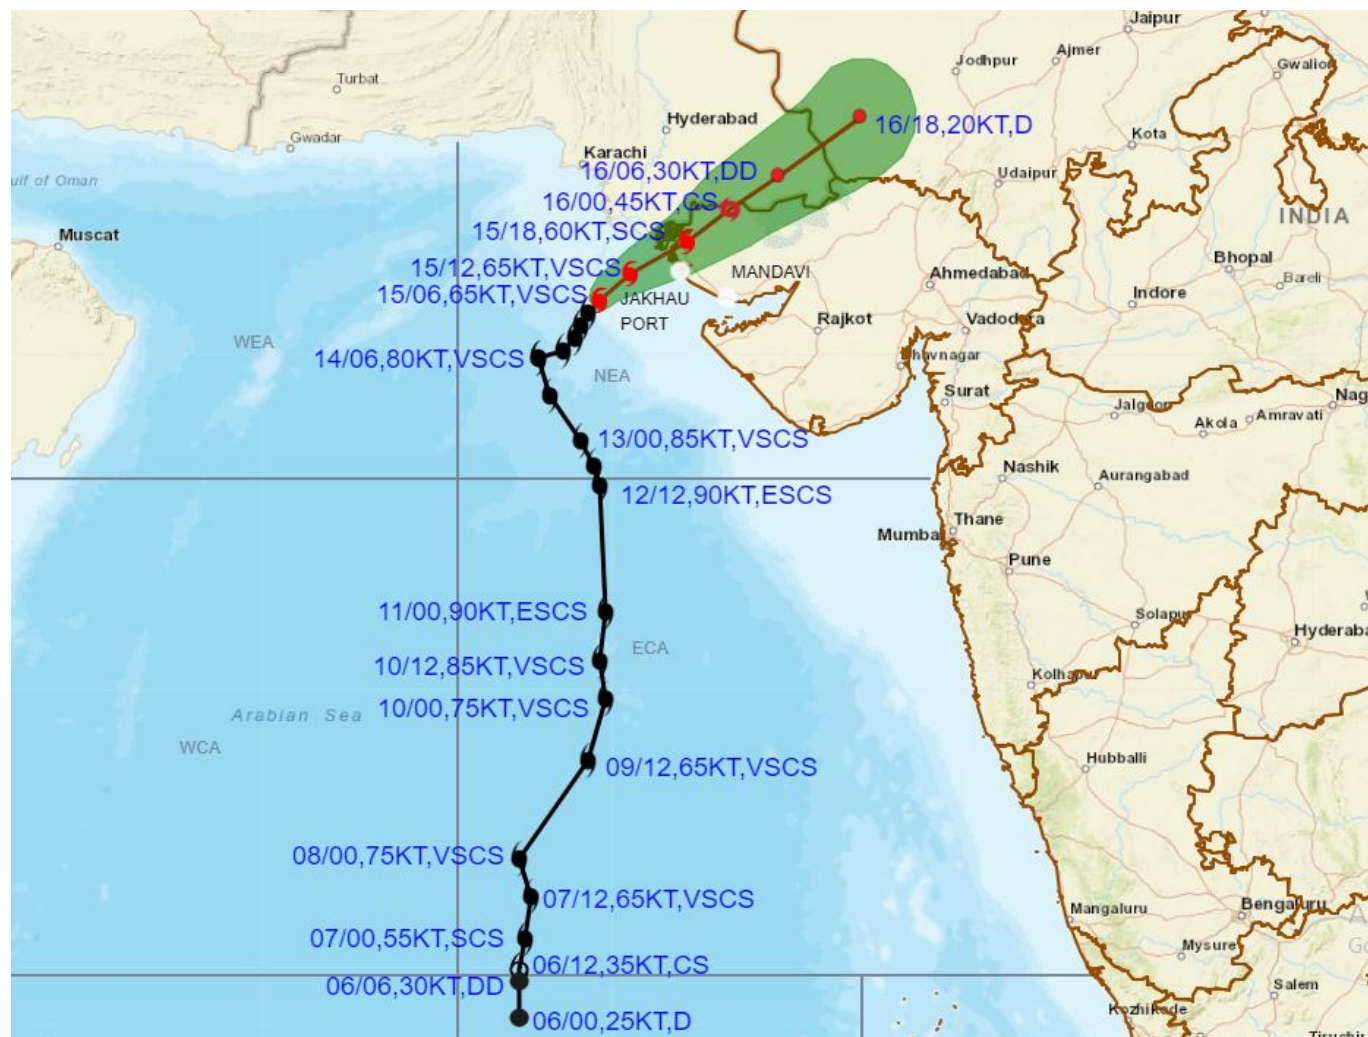 Jaipur
Ajmer
Jodhpur
Gwalior
Turbat
Hyderabad
16/18,20KT,D
Kota
Gwadar
Karachi
16/06,30KT,DD
Udaipur
ulf of Oman
16/00,45KT,CS
INDIA
Muscat
15/18,60KT,SCS
Bhopal
15/12,65KT,VSCS
MANDAVI
Ahmedabad
Bareli
15/06,65KT,VSCS
JAKHAU
PORT
Indore
Rajkot
Vadodara
WEA
14/06,80KT,VSCS
Bhavnagar
NEA
Surat
Nag
Jalgaon
Akola
Amravati
13/00,85KT,VSCS
Nashik
Aurangabad
12/12,90KT,ESCS
Thane
Mumbai
Pune
11/00,90KT,ESCS
Solapur
Hyderaba
10/12,85KT,VSCS
ECA
Kolhapur
10/00,75KT,VSCS
Arabian Sea
WCA
Hubballi
09/12,65KT,VSCS
08/00,75KT,VSCS
07/12,65KT,VSCS
Mangaluru
Bengaluru
07/00,55KT,SCS
Mysuru
06/12,35KT,CS
06/06,30KT,DD
Salem
Kozhikode
06/00,25KT,D